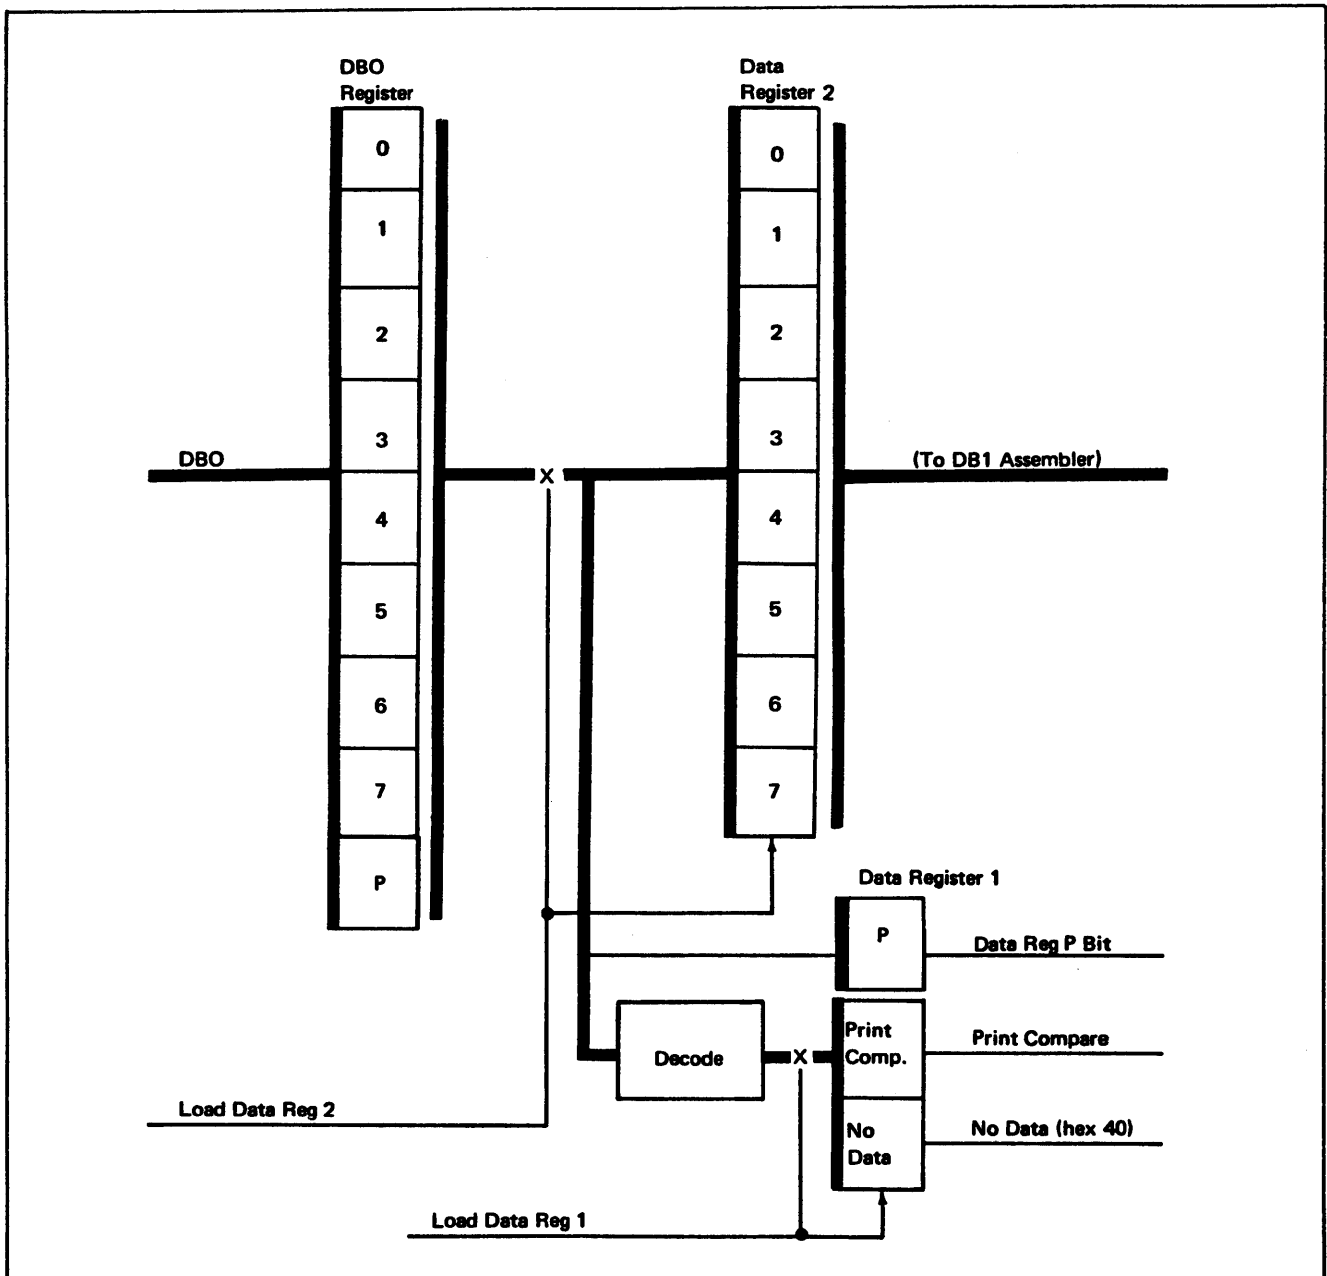 DBO
Register
0
1
2
3
4
5
6
7
P
DBO
X
Data
Register 2
0
1
2
3
4
5
6
7
(To DB1 Assembler)
Data Register 1
P
Data Reg P Bit
Decode
X
Print
Comp.
Print Compare
No
Data
No Data (hex 40)
Load Data Reg 2
Load Data Reg 1